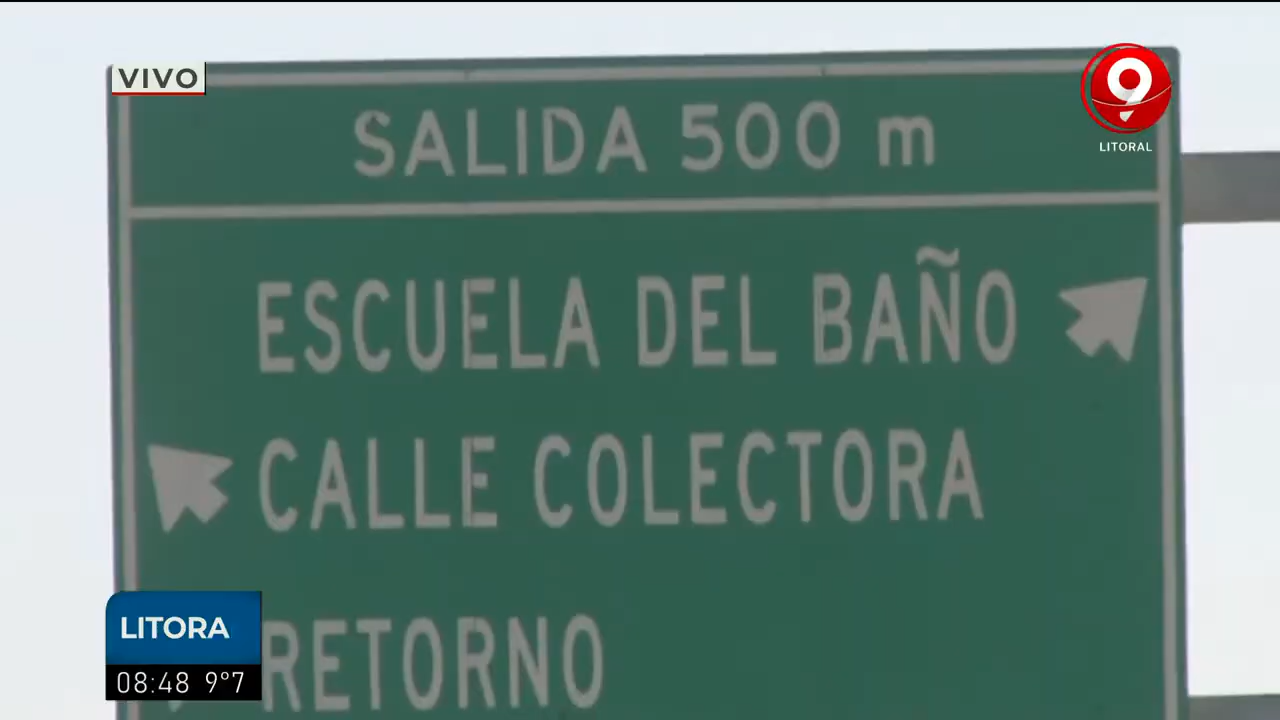 VIVO
9
LITORAL
SALIDA 500 m
ESCUELA DEL BAÑO
CALLE COLECTORA
RETORNO
LITORA
08:48 9°7